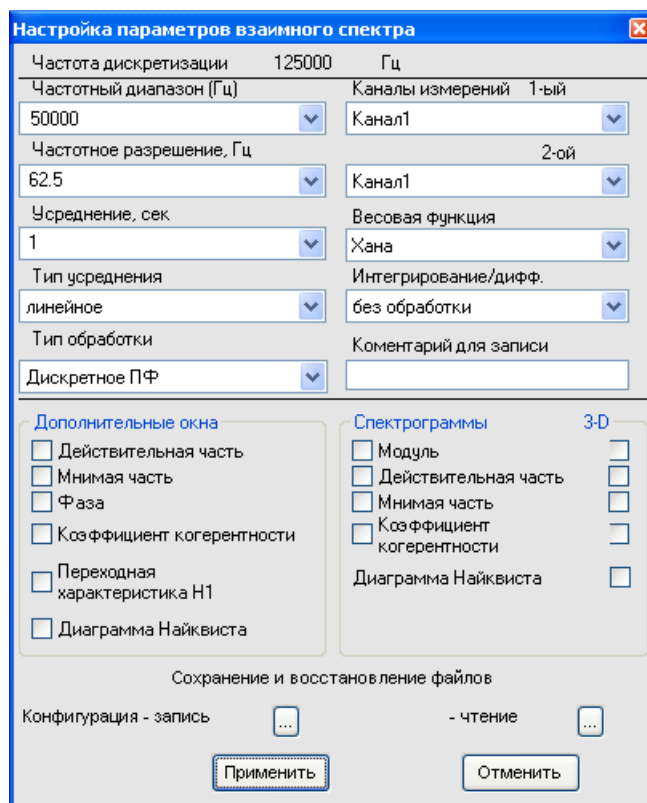 Настройка параметров взаимного спектра
Частота дискретизации 125000 Гц
Частотный диапазон (Гц) Каналы измерений 1-ый
50000 Канал1
Частотное разрешение, Гц 2-ой
62.5 Канал1
Усреднение, сек Весовая функция
1 Хана
Тип усреднения Интегрирование/дифф.
линейное без обработки
Тип обработки Коментарий для записи
Дискретное ПФ
Дополнительные окна Спектрограммы 3-D
Действительная часть Модуль
Мнимая часть Действительная часть
Фаза Мнимая часть
Коэффициент когерентности Коэффициент
когерентности
Переходная Диаграмма Найквиста
характеристика H1
Диаграмма Найквиста
Сохранение и восстановление файлов
Конфигурация - запись ... - чтение ...
Применить Отменить